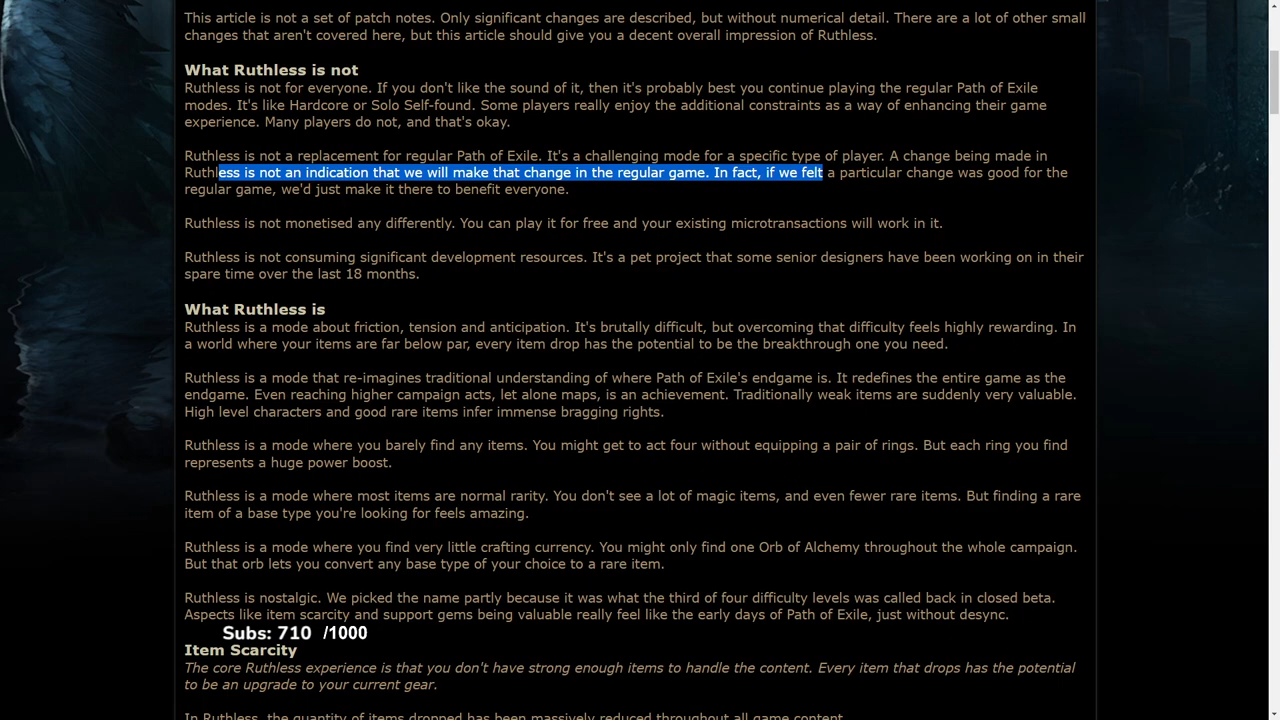 This article is not a set of patch notes. Only significant changes are described, but without numerical detail. There are a lot of other small
changes that aren't covered here, but this article should give you a decent overall impression of Ruthless.
What Ruthless is not
Ruthless is not for everyone. If you don't like the sound of it, then it's probably best you continue playing the regular Path of Exile
modes. It's like Hardcore or Solo Self-found. Some players really enjoy the additional constraints as a way of enhancing their game
experience. Many players do not, and that's okay.
Ruthless is not a replacement for regular Path of Exile. It's a challenging mode for a specific type of player. A change being made in
Ruthless is not an indication that we will make that change in the regular game. In fact, if we felt a particular change was good for the
regular game, we'd just make it there to benefit everyone.
Ruthless is not monetised any differently. You can play it for free and your existing microtransactions will work in it.
Ruthless is not consuming significant development resources. It's a pet project that some senior designers have been working on in their
spare time over the last 18 months.
What Ruthless is
Ruthless is a mode about friction, tension and anticipation. It's brutally difficult, but overcoming that difficulty feels highly rewarding. In
a world where your items are far below par, every item drop has the potential to be the breakthrough one you need.
Ruthless is a mode that re-imagines traditional understanding of where Path of Exile's endgame is. It redefines the entire game as the
endgame. Even reaching higher campaign acts, let alone maps, is an achievement. Traditionally weak items are suddenly very valuable.
High level characters and good rare items infer immense bragging rights.
Ruthless is a mode where you barely find any items. You might get to act four without equipping a pair of rings. But each ring you find
represents a huge power boost.
Ruthless is a mode where most items are normal rarity. You don't see a lot of magic items, and even fewer rare items. But finding a rare
item of a base type you're looking for feels amazing.
Ruthless is a mode where you find very little crafting currency. You might only find one Orb of Alchemy throughout the whole campaign.
But that orb lets you convert any base type of your choice to a rare item.
Ruthless is nostalgic. We picked the name partly because it was what the third of four difficulty levels was called back in closed beta.
Aspects like item scarcity and support gems being valuable really feel like the early days of Path of Exile, just without desync.
Subs: 710 /1000
Item Scarcity
The core Ruthless experience is that you don't have strong enough items to handle the content. Every item that drops has the potential
to be an upgrade to your current gear.
In Ruthless, the quantity of items dropped has been massively reduced throughout all game content.